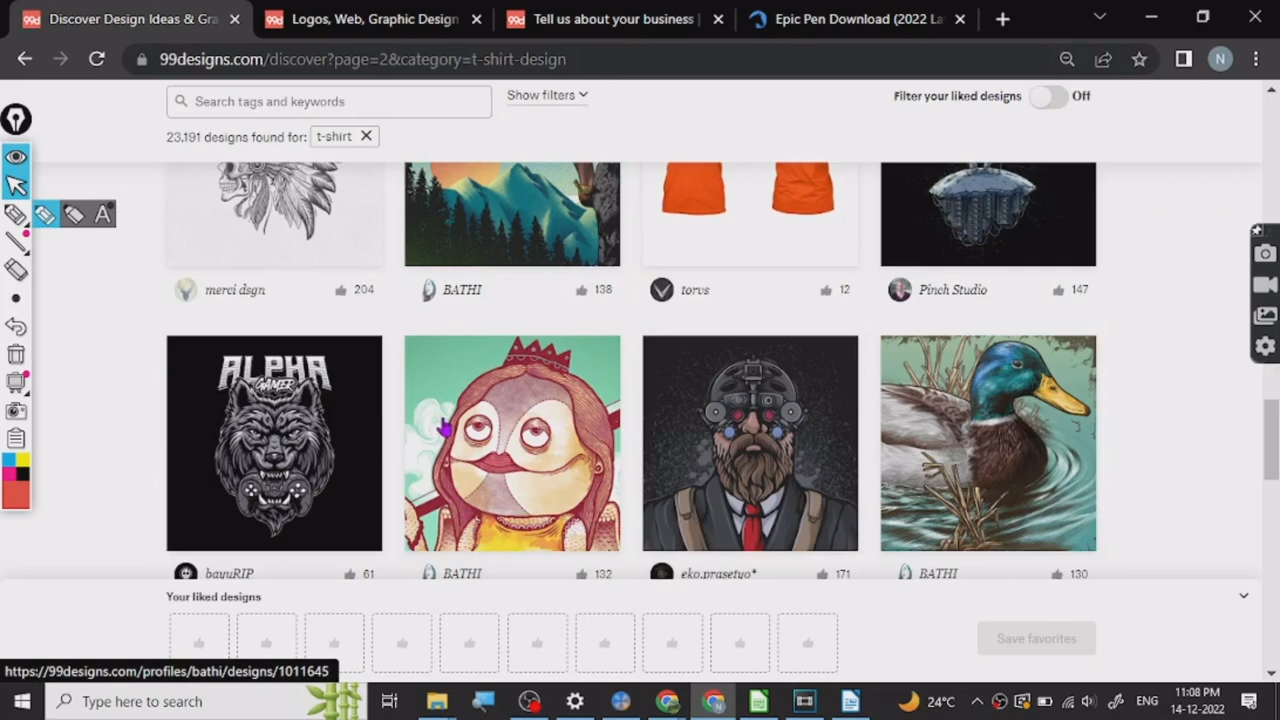 Discover Design Ideas & Gra
Logos, Web, Graphic Design
Tell us about your business |
Epic Pen Download (2022 La
99designs.com/discover?page=2&category=t-shirt-design
N
Search tags and keywords
Show filters
Filter your liked designs
Off
23,191 designs found for:
t-shirt
merci dsgn
204
BATHI
138
torvs
12
Pinch Studio
147
A
ALPHA
GAMER
bayuRIP
61
BATHI
132
eko.prasetyo*
171
BATHI
130
Your liked designs
Save favorites
https://99designs.com/profiles/bathi/designs/1011645
Type here to search
24°C
ENG
11:08 PM
14-12-2022